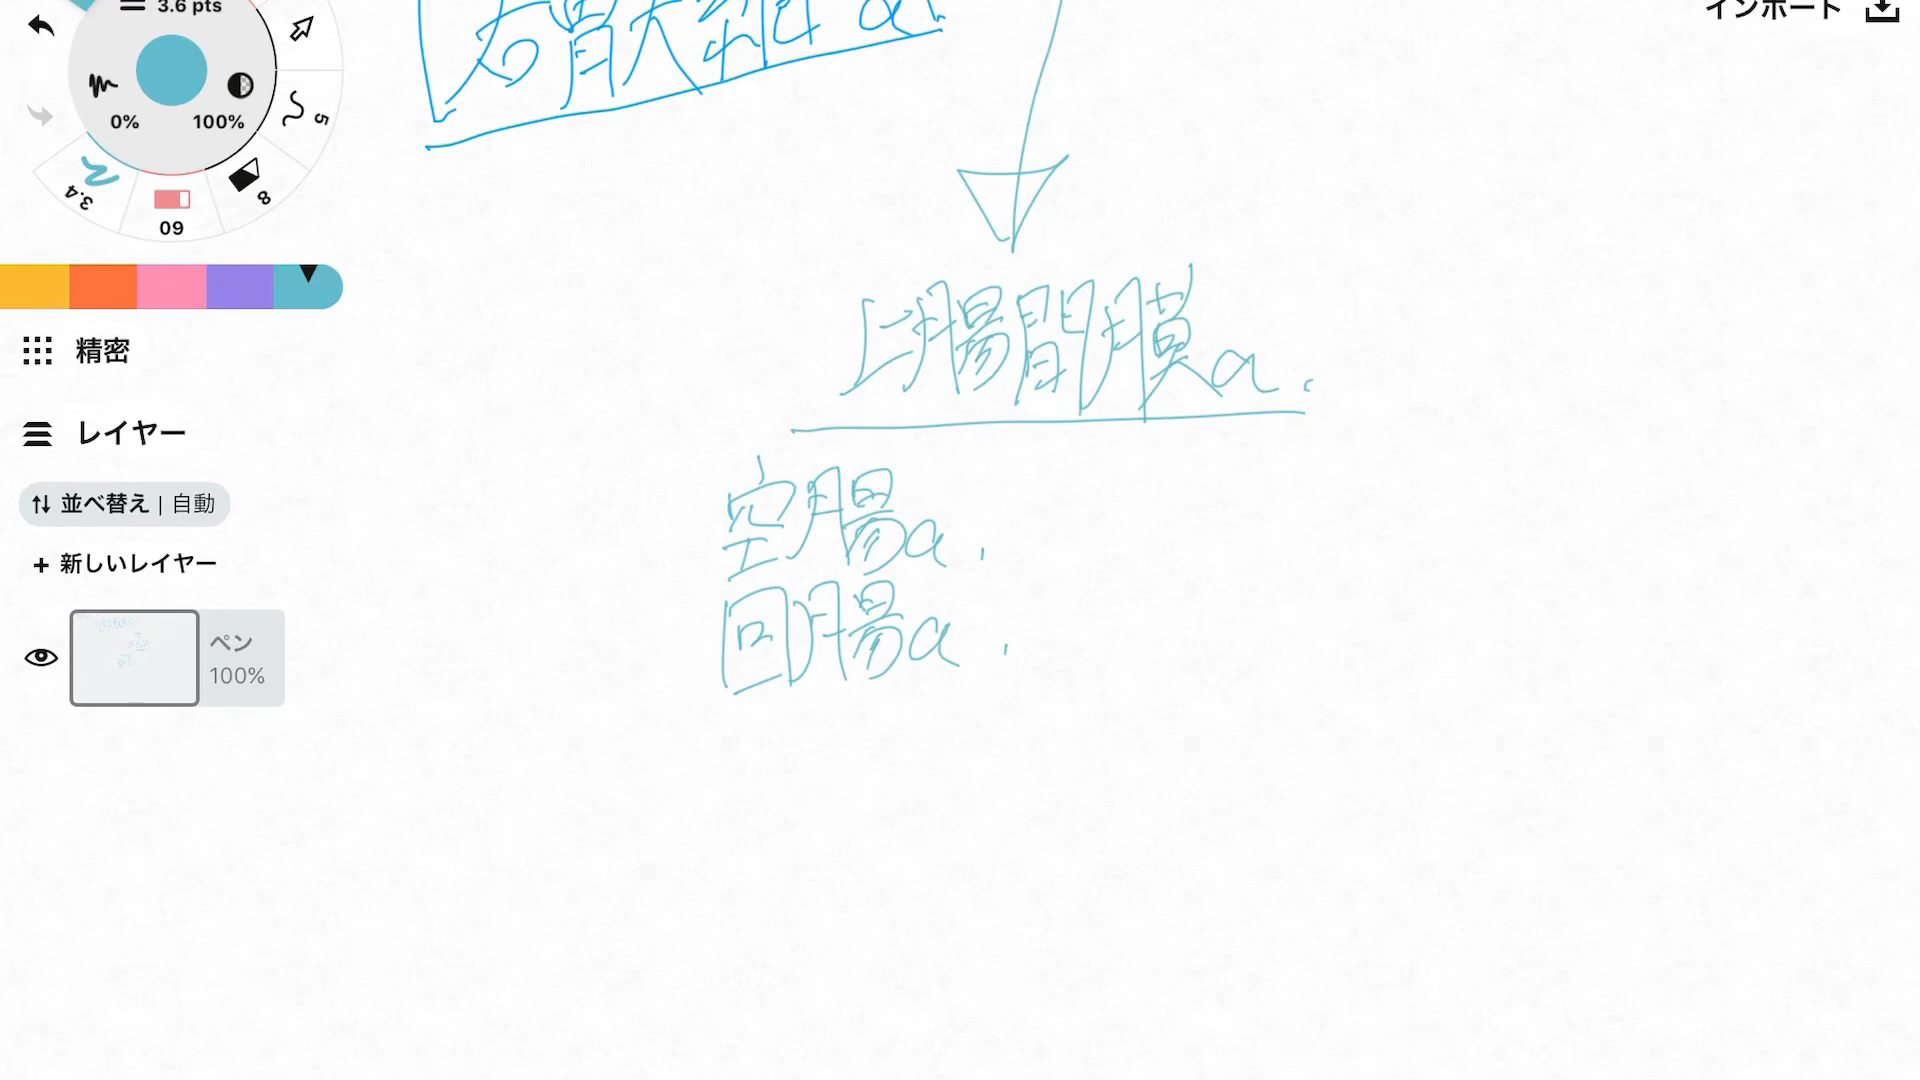 3.6 pts
インポート
0%
100%
5
8
60
3.4
右胃大網a.
精密
レイヤー
並べ替え | 自動
+ 新しいレイヤー
ペン
100%
上腸間膜a.
空腸a.
回腸a.